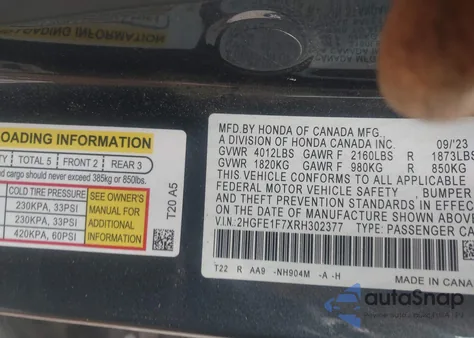 LOADING INFORMATION
TOTAL 5 FRONT 2 REAR 3
ed cargo should never exceed 385kg or 850lbs.
COLD TIRE PRESSURE
230KPA, 33PSI
230KPA, 33PSI
420KPA, 60PSI
SEE OWNER'S
MANUAL FOR
ADDITIONAL
INFORMATION
T20 A5
MFD.BY HONDA OF CANADA MFG.,
A DIVISION OF HONDA CANADA INC. 09/'23
GVWR 4012LBS GAWR F 2160LBS R 1873LBS
GVWR 1820KG GAWR F 980KG R 850KG
THIS VEHICLE CONFORMS TO ALL APPLICABLE
FEDERAL MOTOR VEHICLE SAFETY, BUMPER
AND THEFT PREVENTION STANDARDS IN EFFECT
ON THE DATE OF MANUFACTURE SHOWN ABOVE.
V.I.N:2HGFE1F7XRH302377 TYPE: PASSENGER CA
T22 R AA9 -NH904M -A -H
MADE IN CANA
autoSnap